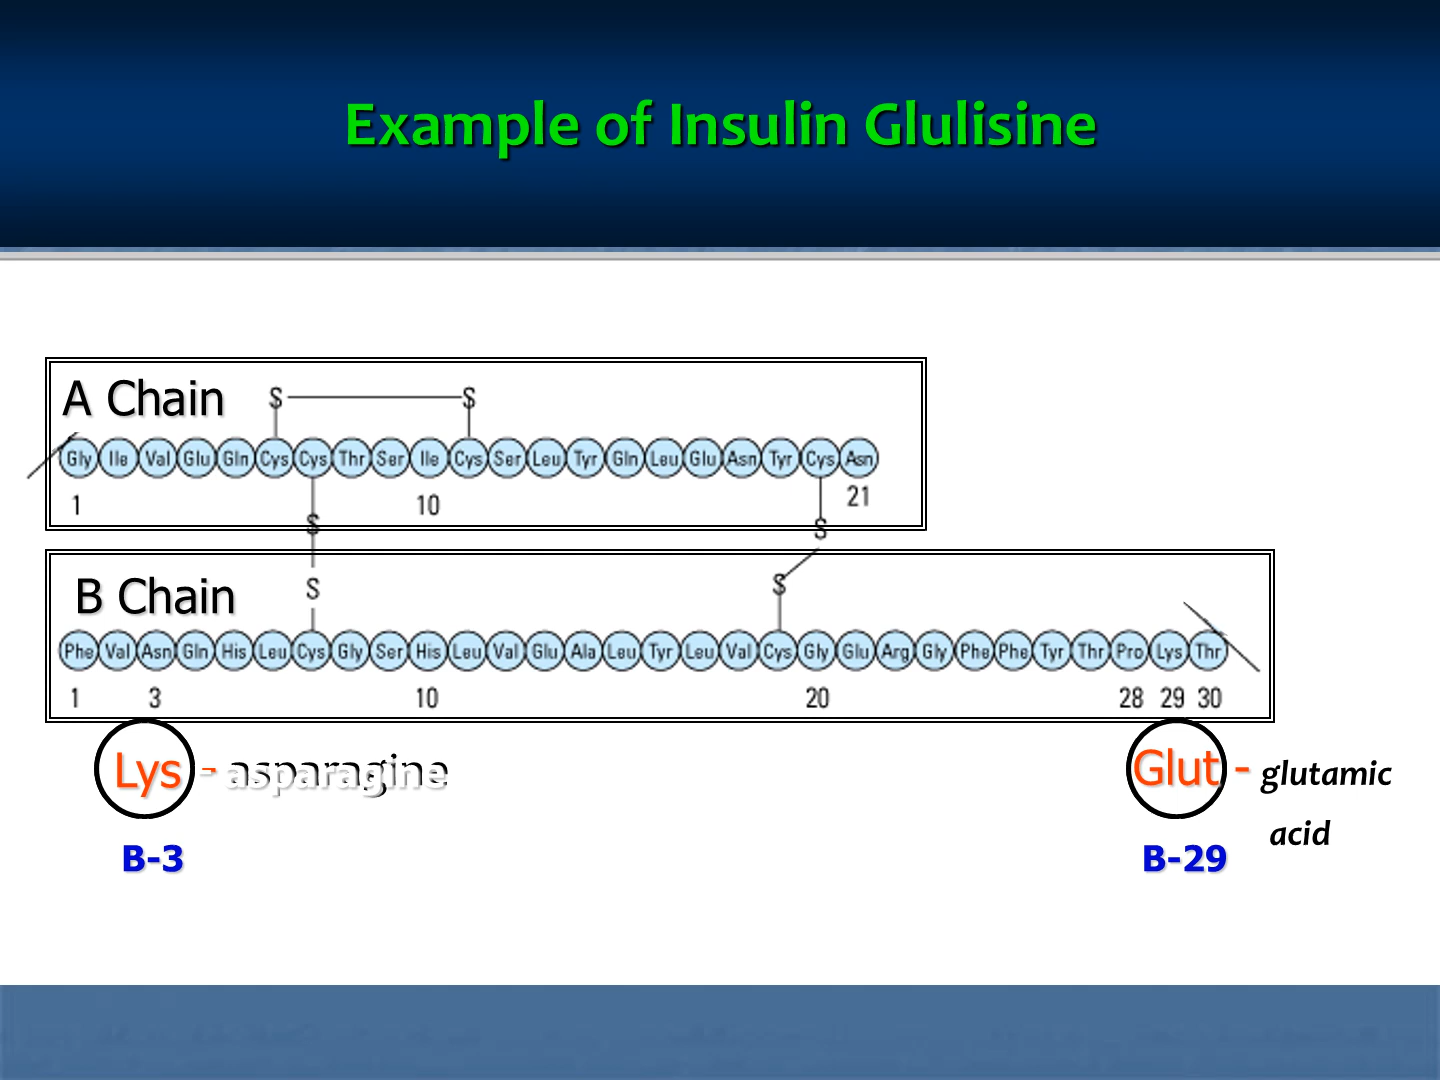 Example of Insulin Glulisine
A Chain
S S
Gly Ile Val Glu Gln Cys Cys Thr Ser Ile Cys Ser Leu Tyr Gln Leu Glu Asn Tyr Cys Asn
1 10 21
S S
B Chain
S S
Phe Val Asn Gln His Leu Cys Gly Ser His Leu Val Glu Ala Leu Tyr Leu Val Cys Gly Glu Arg Gly Phe Phe Tyr Thr Pro Lys Thr
1 3 10 20 28 29 30
Lys - asparagine Glut - glutamic
acid
B-3 B-29